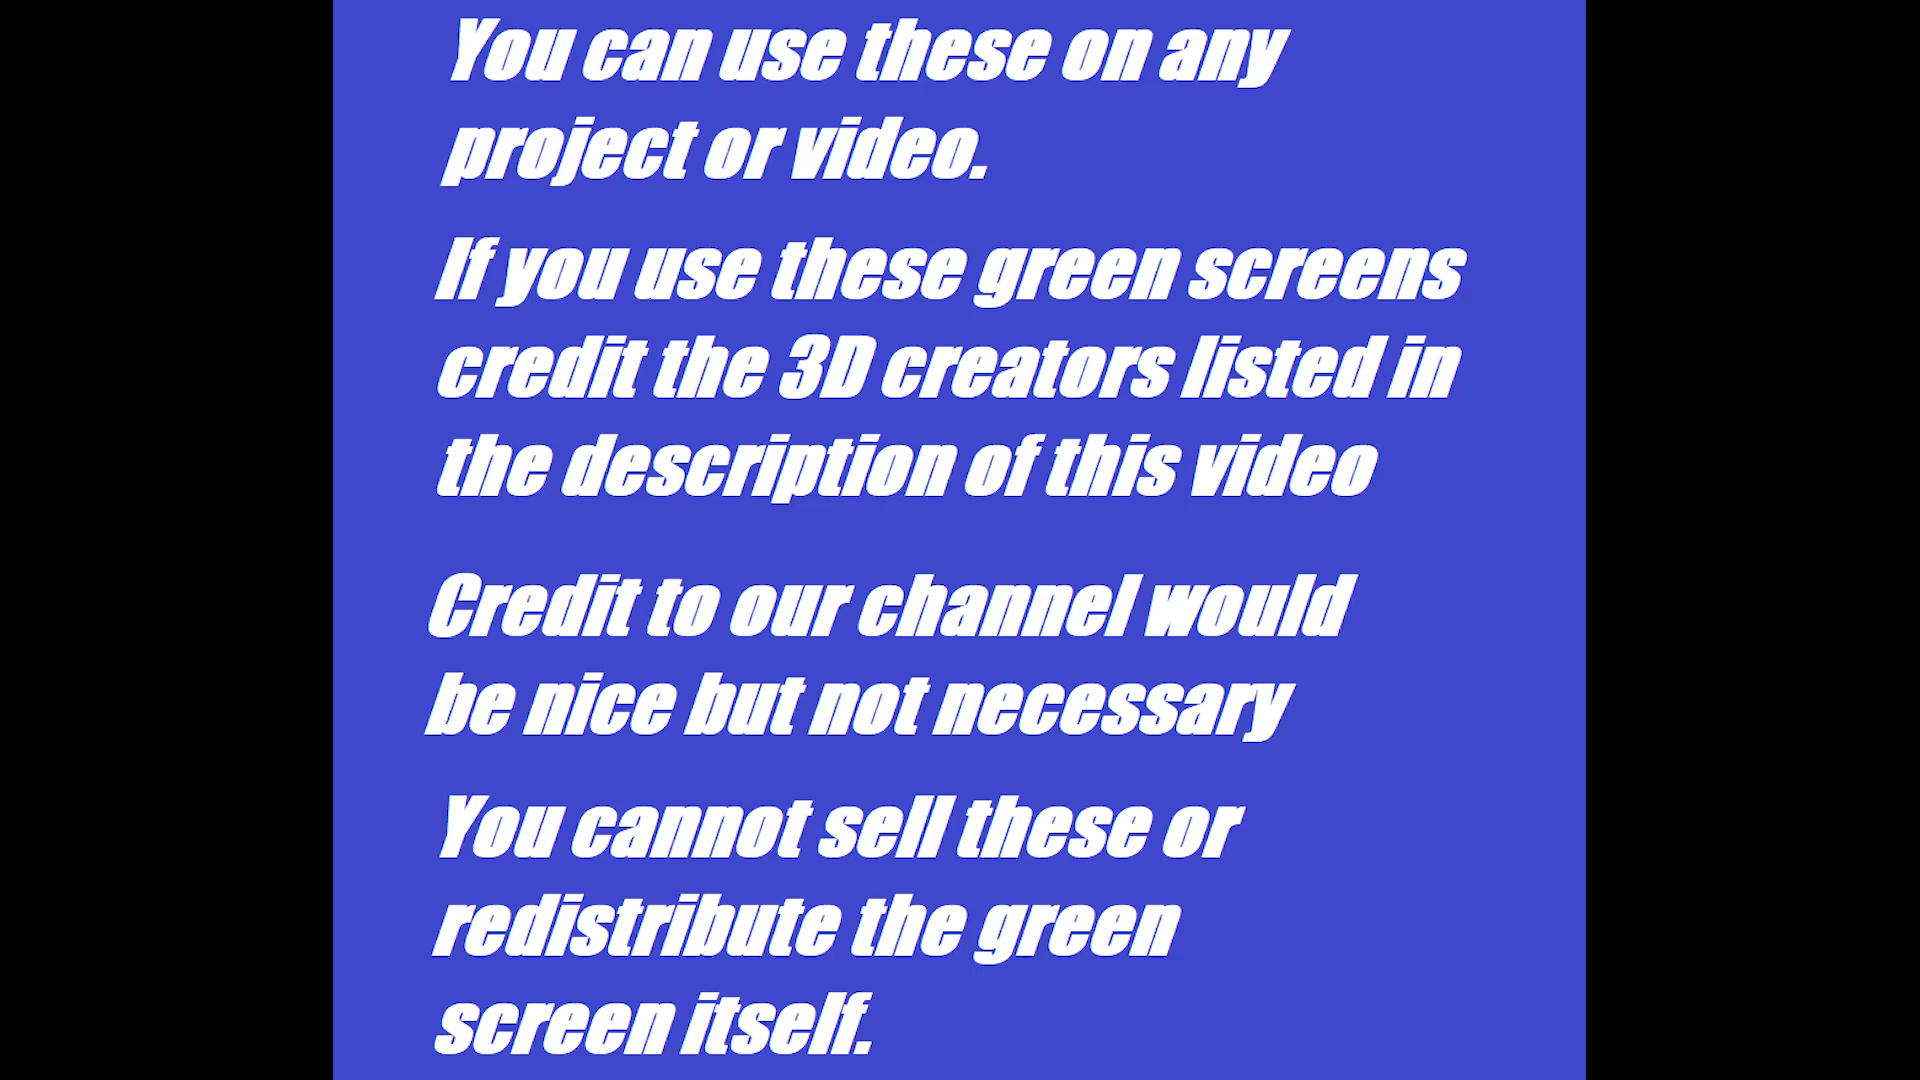 You can use these on any
project or video.
If you use these green screens
credit the 3D creators listed in
the description of this video
Credit to our channel would
be nice but not necessary
You cannot sell these or
redistribute the green
screen itself.